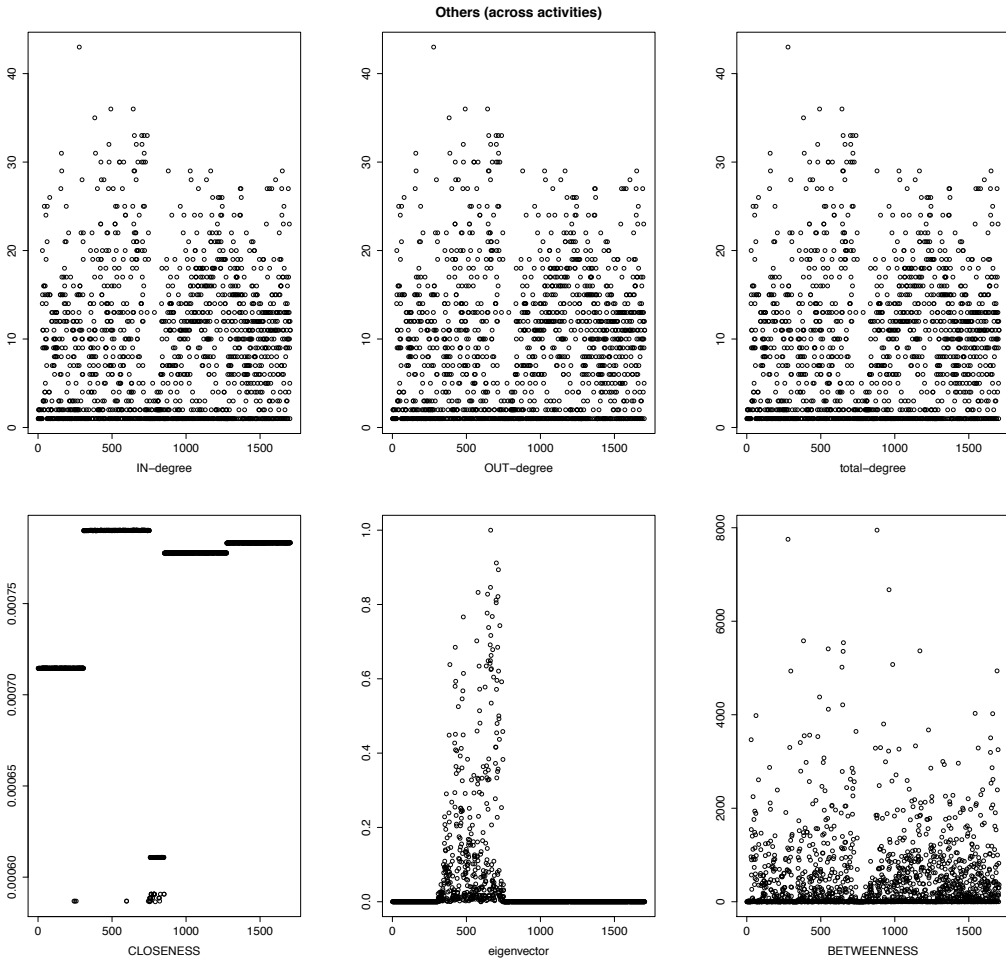 Others (across activities)
0 10 20 30 40
0 500 1000 1500
IN−degree
0 10 20 30 40
0 500 1000 1500
OUT−degree
0 10 20 30 40
0 500 1000 1500
total−degree
0.00060 0.00065 0.00070 0.00075
0 500 1000 1500
CLOSENESS
0.0 0.2 0.4 0.6 0.8 1.0
0 500 1000 1500
eigenvector
0 2000 4000 6000 8000
0 500 1000 1500
BETWEENNESS